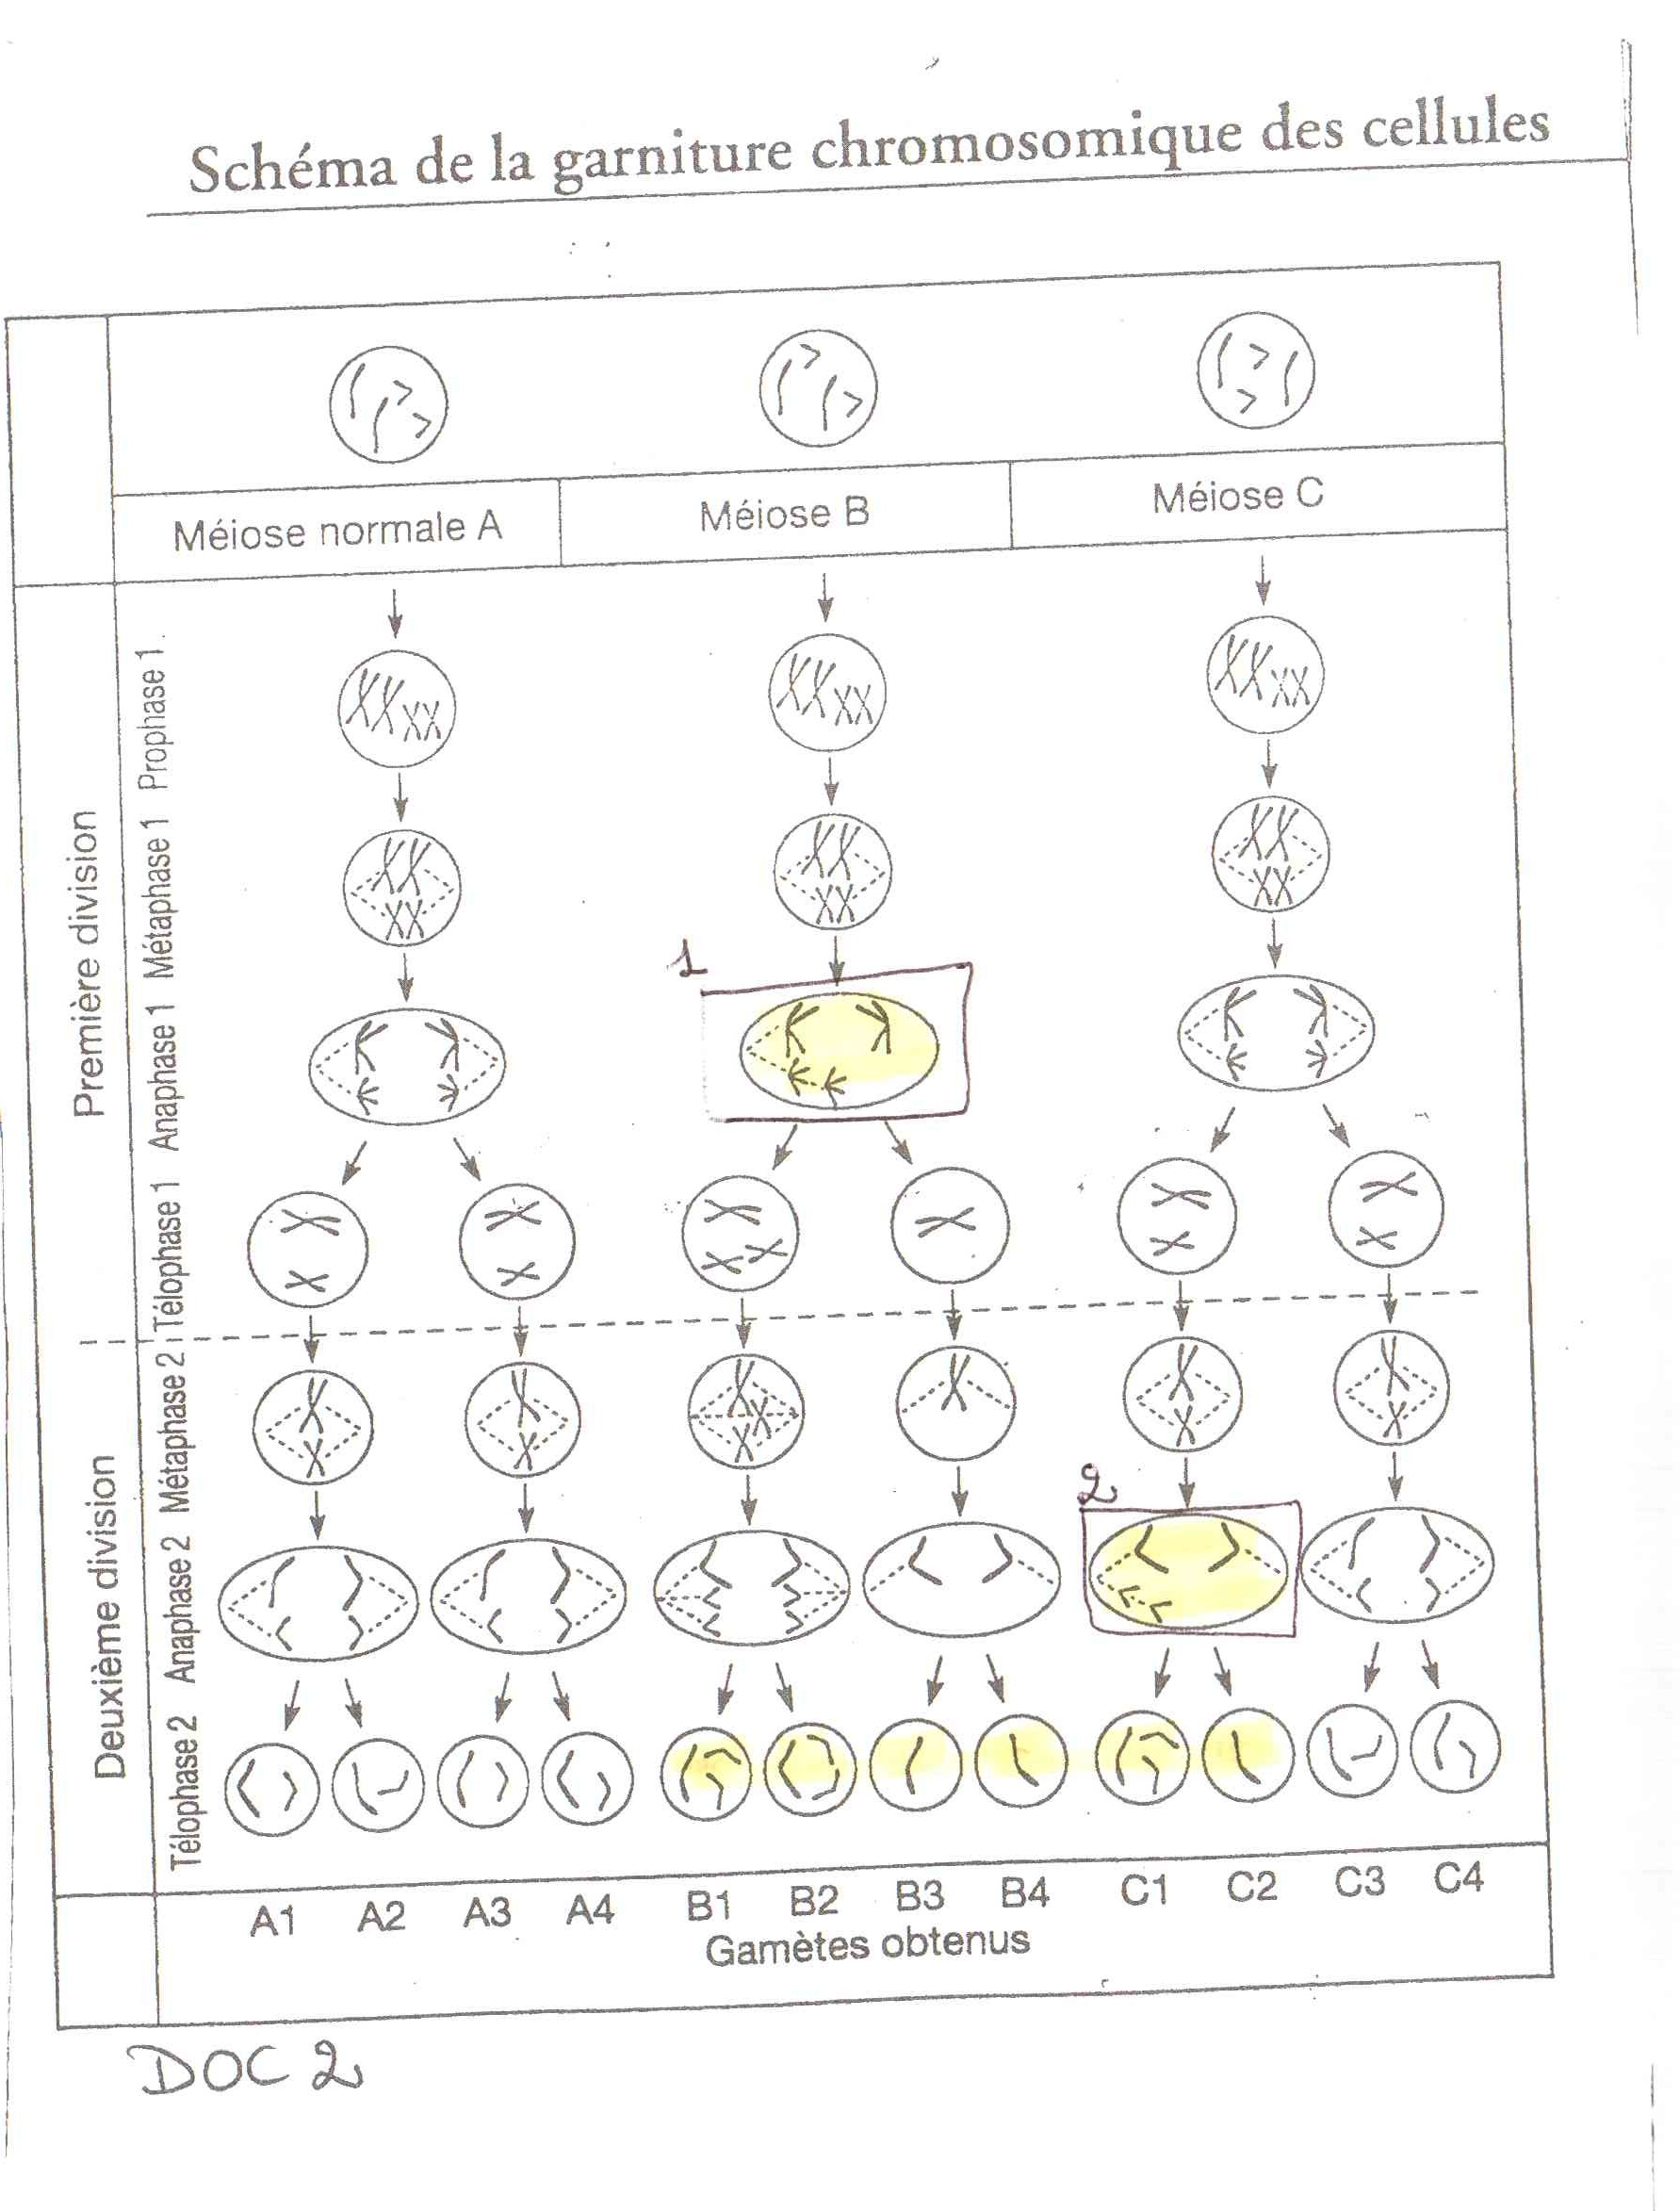 Schéma de la garniture chromosomique des cellules
Méiose normale A
Méiose B
Méiose C
Première division
Prophase 1
Métaphase 1
Anaphase 1
Télophase 1
1
Deuxième division
Métaphase 2
Anaphase 2
Télophase 2
2
A1 A2 A3 A4 B1 B2 B3 B4 C1 C2 C3 C4
Gamètes obtenus
DOC 2